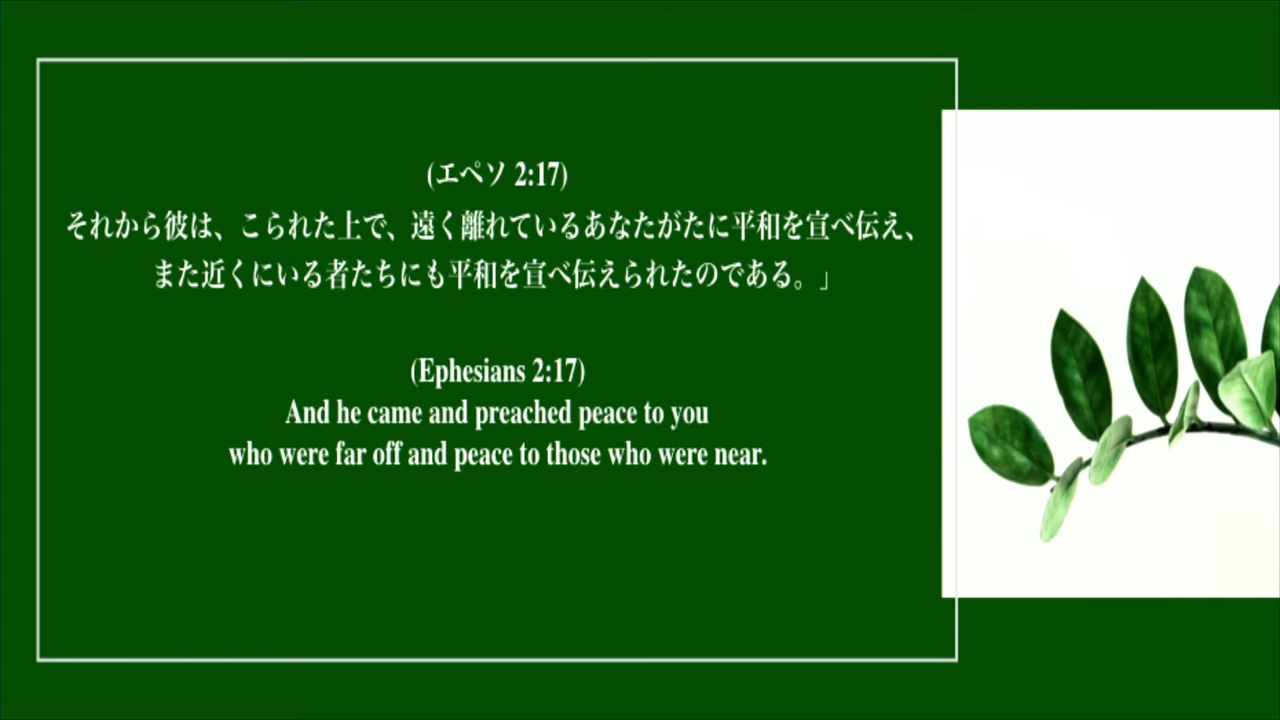 (エペソ 2:17)
それから彼は、こられた上で、遠く離れているあなたがたに平和を宣べ伝え、
また近くにいる者たちにも平和を宣べ伝えられたのである。」
(Ephesians 2:17)
And he came and preached peace to you
who were far off and peace to those who were near.